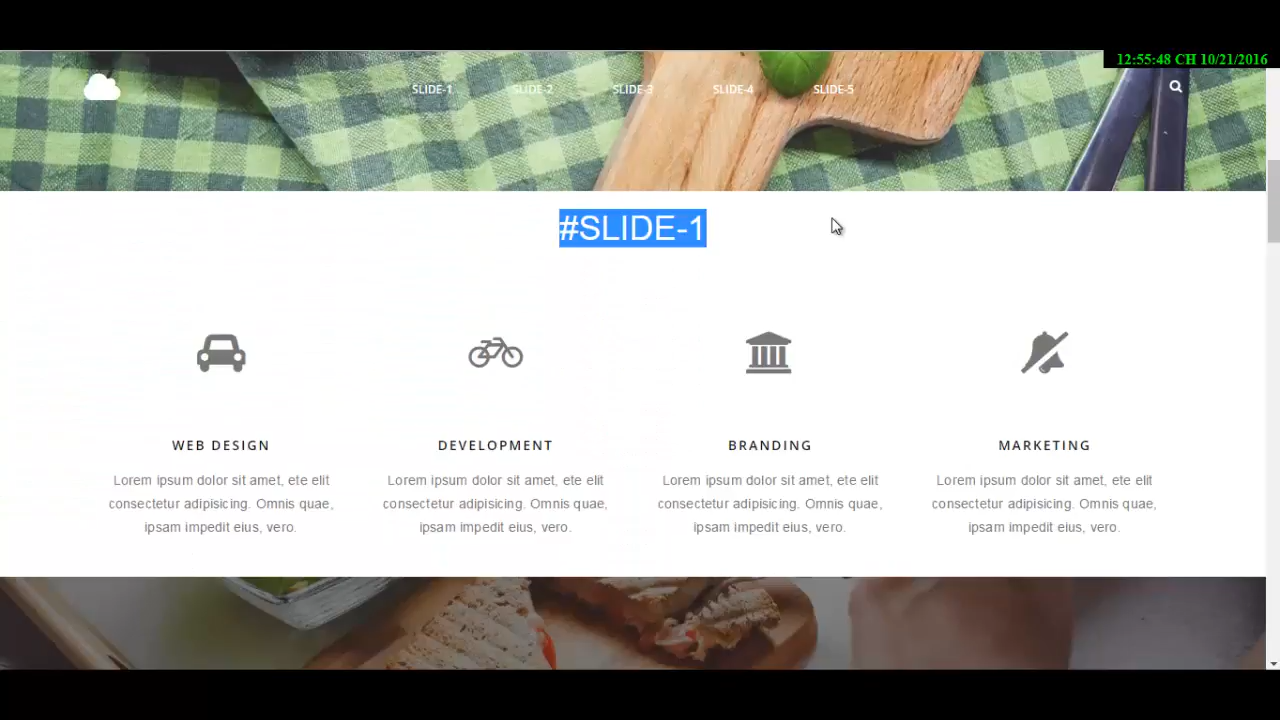 12:55:48 CH 10/21/2016
SLIDE-1 SLIDE-2 SLIDE-3 SLIDE-4 SLIDE-5
#SLIDE-1
WEB DESIGN
Lorem ipsum dolor sit amet, ete elit
consectetur adipisicing. Omnis quae,
ipsam impedit eius, vero.
DEVELOPMENT
Lorem ipsum dolor sit amet, ete elit
consectetur adipisicing. Omnis quae,
ipsam impedit eius, vero.
BRANDING
Lorem ipsum dolor sit amet, ete elit
consectetur adipisicing. Omnis quae,
ipsam impedit eius, vero.
MARKETING
Lorem ipsum dolor sit amet, ete elit
consectetur adipisicing. Omnis quae,
ipsam impedit eius, vero.